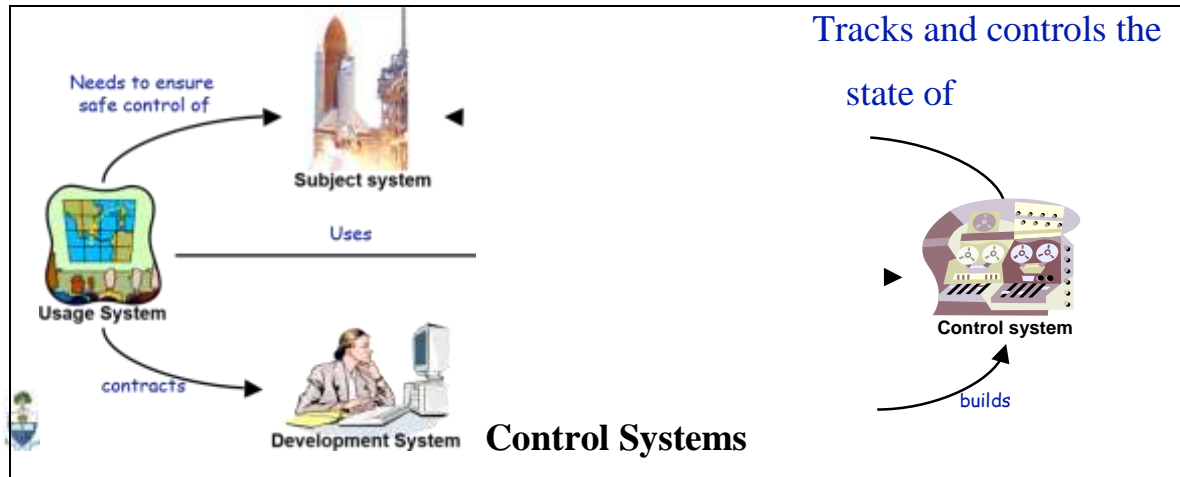 Tracks and controls the
state of
Needs to ensure
safe control of
Subject system
Uses
Usage System
Control system
contracts
builds
Development System
Control Systems